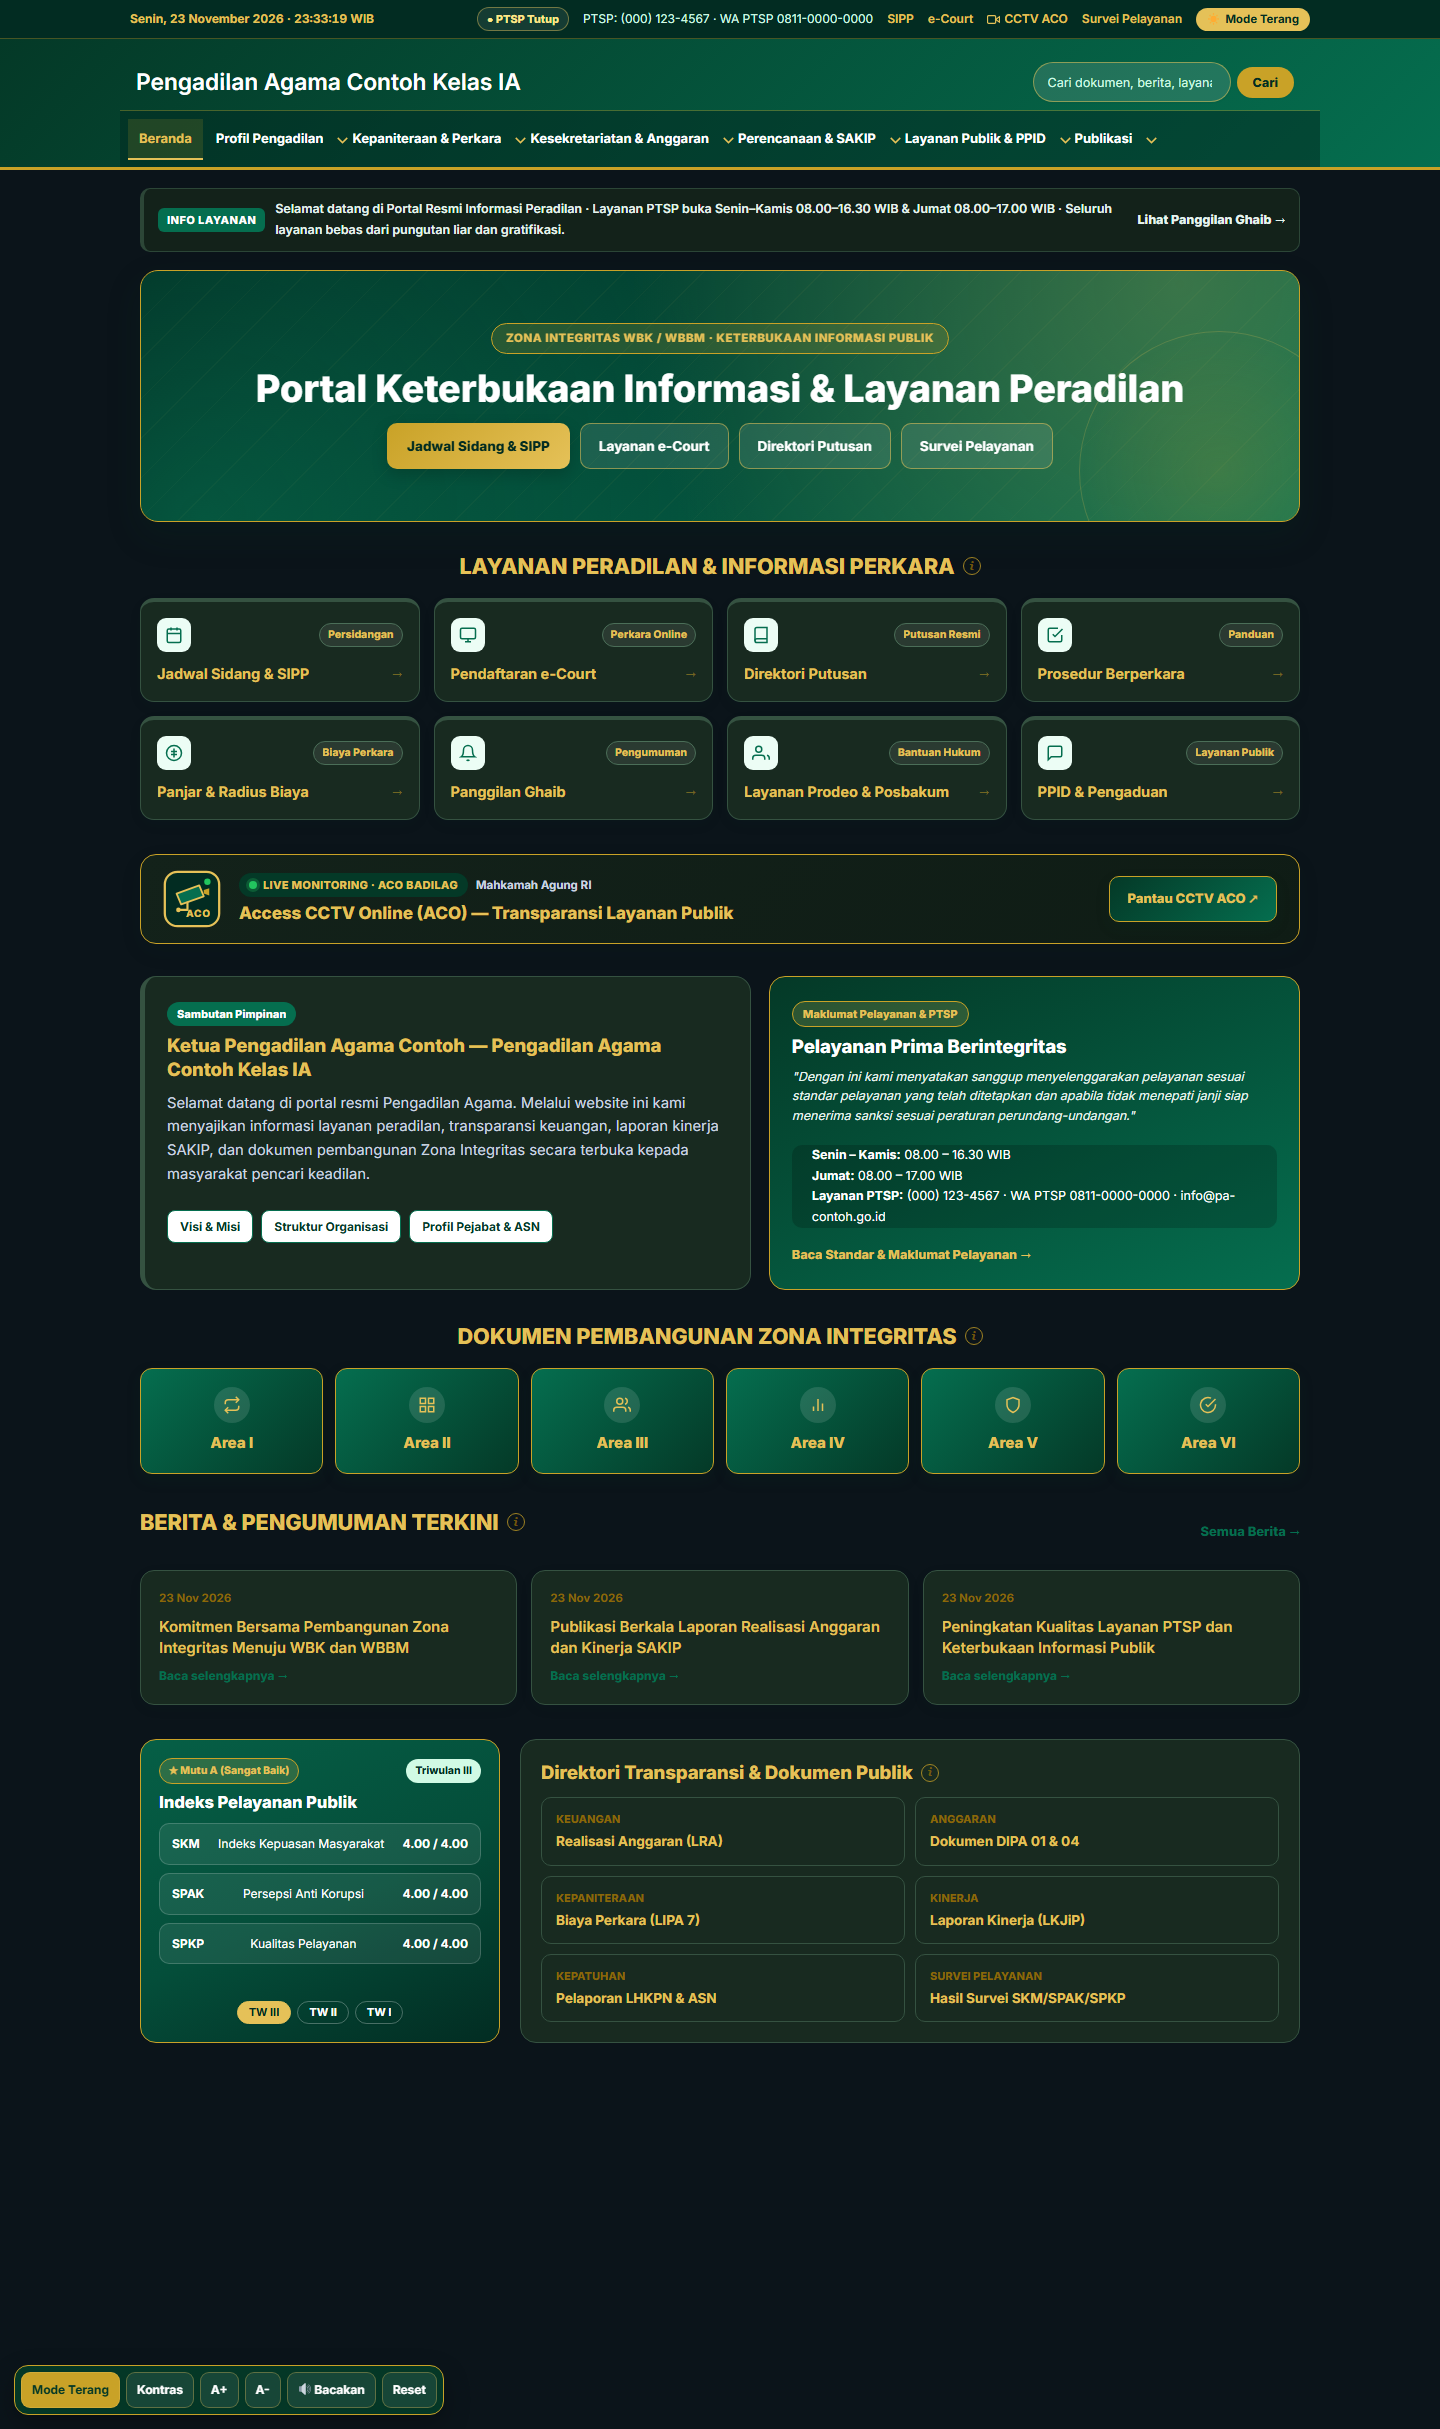 Senin, 23 November 2026 · 23:33:19 WIB
● PTSP Tutup
PTSP: (000) 123-4567 · WA PTSP 0811-0000-0000
SIPP
e-Court
CCTV ACO
Survei Pelayanan
Mode Terang
Pengadilan Agama Contoh Kelas IA
Cari dokumen, berita, layan
Cari
Beranda
Profil Pengadilan
Kepaniteraan & Perkara
Kesekretariatan & Anggaran
Perencanaan & SAKIP
Layanan Publik & PPID
Publikasi
INFO LAYANAN
Selamat datang di Portal Resmi Informasi Peradilan · Layanan PTSP buka Senin–Kamis 08.00–16.30 WIB & Jumat 08.00–17.00 WIB · Seluruh
layanan bebas dari pungutan liar dan gratifikasi.
Lihat Panggilan Ghaib →
ZONA INTEGRITAS WBK / WBBM · KETERBUKAAN INFORMASI PUBLIK
Portal Keterbukaan Informasi & Layanan Peradilan
Jadwal Sidang & SIPP
Layanan e-Court
Direktori Putusan
Survei Pelayanan
LAYANAN PERADILAN & INFORMASI PERKARA i
Persidangan
Jadwal Sidang & SIPP →
Perkara Online
Pendaftaran e-Court →
Putusan Resmi
Direktori Putusan →
Panduan
Prosedur Berperkara →
Biaya Perkara
Panjar & Radius Biaya →
Pengumuman
Panggilan Ghaib →
Bantuan Hukum
Layanan Prodeo & Posbakum →
Layanan Publik
PPID & Pengaduan →
ACO
LIVE MONITORING · ACO BADILAG
Mahkamah Agung RI
Access CCTV Online (ACO) — Transparansi Layanan Publik
Pantau CCTV ACO ↗
Sambutan Pimpinan
Ketua Pengadilan Agama Contoh — Pengadilan Agama
Contoh Kelas IA
Selamat datang di portal resmi Pengadilan Agama. Melalui website ini kami
menyajikan informasi layanan peradilan, transparansi keuangan, laporan kinerja
SAKIP, dan dokumen pembangunan Zona Integritas secara terbuka kepada
masyarakat pencari keadilan.
Visi & Misi
Struktur Organisasi
Profil Pejabat & ASN
Maklumat Pelayanan & PTSP
Pelayanan Prima Berintegritas
"Dengan ini kami menyatakan sanggup menyelenggarakan pelayanan sesuai
standar pelayanan yang telah ditetapkan dan apabila tidak menepati janji siap
menerima sanksi sesuai peraturan perundang-undangan."
Senin – Kamis: 08.00 – 16.30 WIB
Jumat: 08.00 – 17.00 WIB
Layanan PTSP: (000) 123-4567 · WA PTSP 0811-0000-0000 · info@pa-
contoh.go.id
Baca Standar & Maklumat Pelayanan →
DOKUMEN PEMBANGUNAN ZONA INTEGRITAS i
Area I
Area II
Area III
Area IV
Area V
Area VI
BERITA & PENGUMUMAN TERKINI i
Semua Berita →
23 Nov 2026
Komitmen Bersama Pembangunan Zona
Integritas Menuju WBK dan WBBM
Baca selengkapnya →
23 Nov 2026
Publikasi Berkala Laporan Realisasi Anggaran
dan Kinerja SAKIP
Baca selengkapnya →
23 Nov 2026
Peningkatan Kualitas Layanan PTSP dan
Keterbukaan Informasi Publik
Baca selengkapnya →
★ Mutu A (Sangat Baik)
Triwulan III
Indeks Pelayanan Publik
SKM Indeks Kepuasan Masyarakat 4.00 / 4.00
SPAK Persepsi Anti Korupsi 4.00 / 4.00
SPKP Kualitas Pelayanan 4.00 / 4.00
TW III
TW II
TW I
Direktori Transparansi & Dokumen Publik i
KEUANGAN
Realisasi Anggaran (LRA)
ANGGARAN
Dokumen DIPA 01 & 04
KEPANITERAAN
Biaya Perkara (LIPA 7)
KINERJA
Laporan Kinerja (LKJiP)
KEPATUHAN
Pelaporan LHKPN & ASN
SURVEI PELAYANAN
Hasil Survei SKM/SPAK/SPKP
Mode Terang
Kontras
A+
A-
Bacakan
Reset